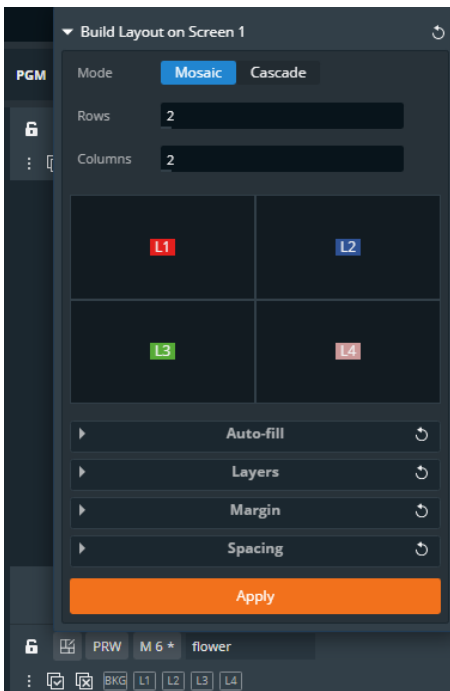 Build Layout on Screen 1
PGM
Mode Mosaic Cascade
Rows 2
Columns 2
L1 L2
L3 L4
Auto-fill
Layers
Margin
Spacing
Apply
PRW M 6 * flower
BKG L1 L2 L3 L4